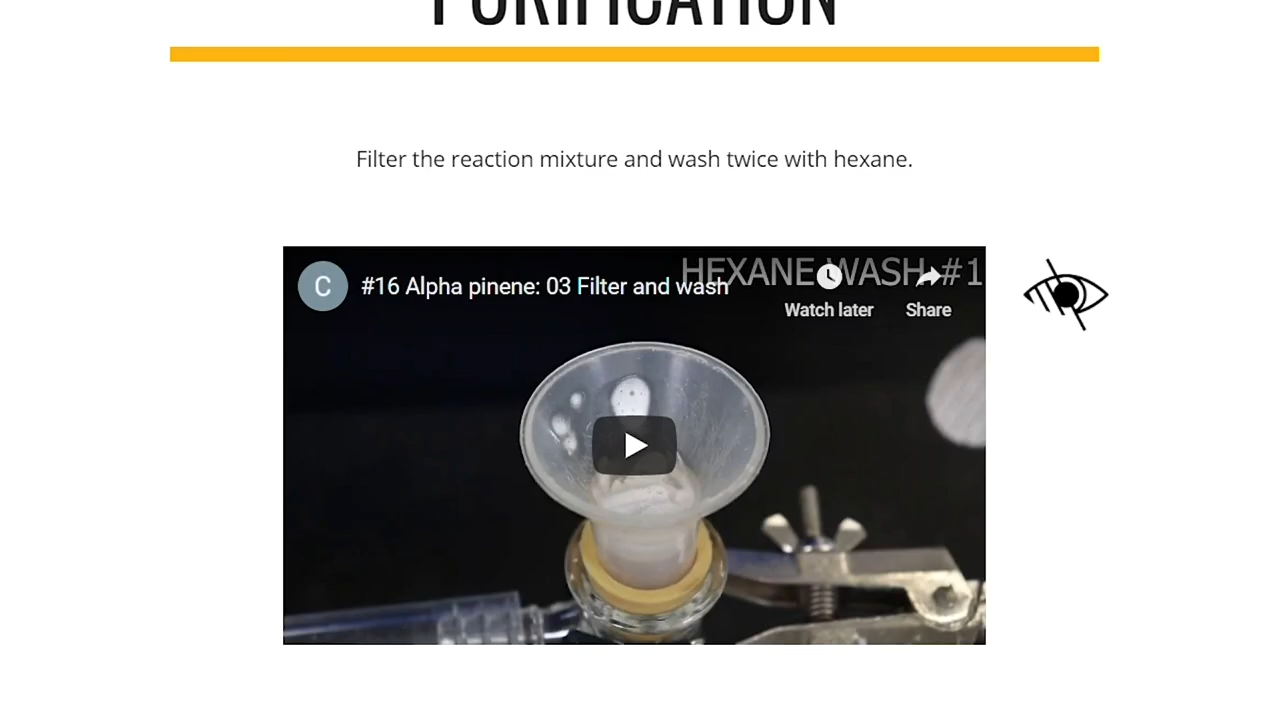 PURIFICATION
Filter the reaction mixture and wash twice with hexane.
HEXANE WASH #1
C
#16 Alpha pinene: 03 Filter and wash
Watch later
Share